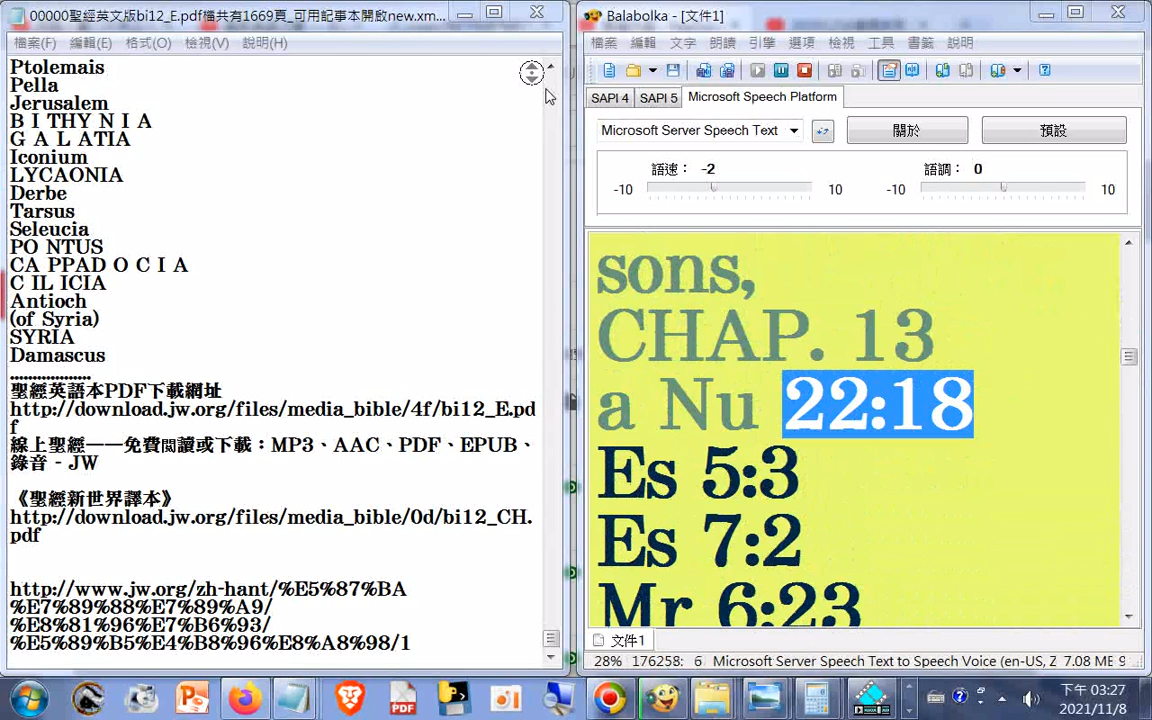 00000聖經英文版bi12_E.pdf檔共有1669頁_可用記事本開啟new.xm...
檔案(F) 編輯(E) 格式(O) 檢視(V) 說明(H)
Ptolemais
Pella
Jerusalem
B I THY N I A
G A L ATIA
Iconium
LYCAONIA
Derbe
Tarsus
Seleucia
PO NTUS
CA PPAD O C I A
C IL ICIA
Antioch
(of Syria)
SYRIA
Damascus
..................
聖經英語本PDF下載網址
http://download.jw.org/files/media_bible/4f/bi12_E.pd
f
線上聖經——免費閱讀或下載：MP3、AAC、PDF、EPUB、
錄音 - JW
《聖經新世界譯本》
http://download.jw.org/files/media_bible/0d/bi12_CH.
pdf
http://www.jw.org/zh-hant/%E5%87%BA
%E7%89%88%E7%89%A9/
%E8%81%96%E7%B6%93/
%E5%89%B5%E4%B8%96%E8%A8%98/1
Balabolka - [文件1]
檔案 編輯 文字 朗讀 引擎 選項 檢視 工具 書籤 說明
SAPI 4 SAPI 5 Microsoft Speech Platform
Microsoft Server Speech Text 關於 預設
語速： -2 語調： 0
-10 10 -10 10
sons,
CHAP. 13
a Nu 22:18
Es 5:3
Es 7:2
Mr 6:23
文件1
28% 176258: 6 Microsoft Server Speech Text to Speech Voice (en-US, Z 7.08 ME 9
PDF
下午 03:27
2021/11/8